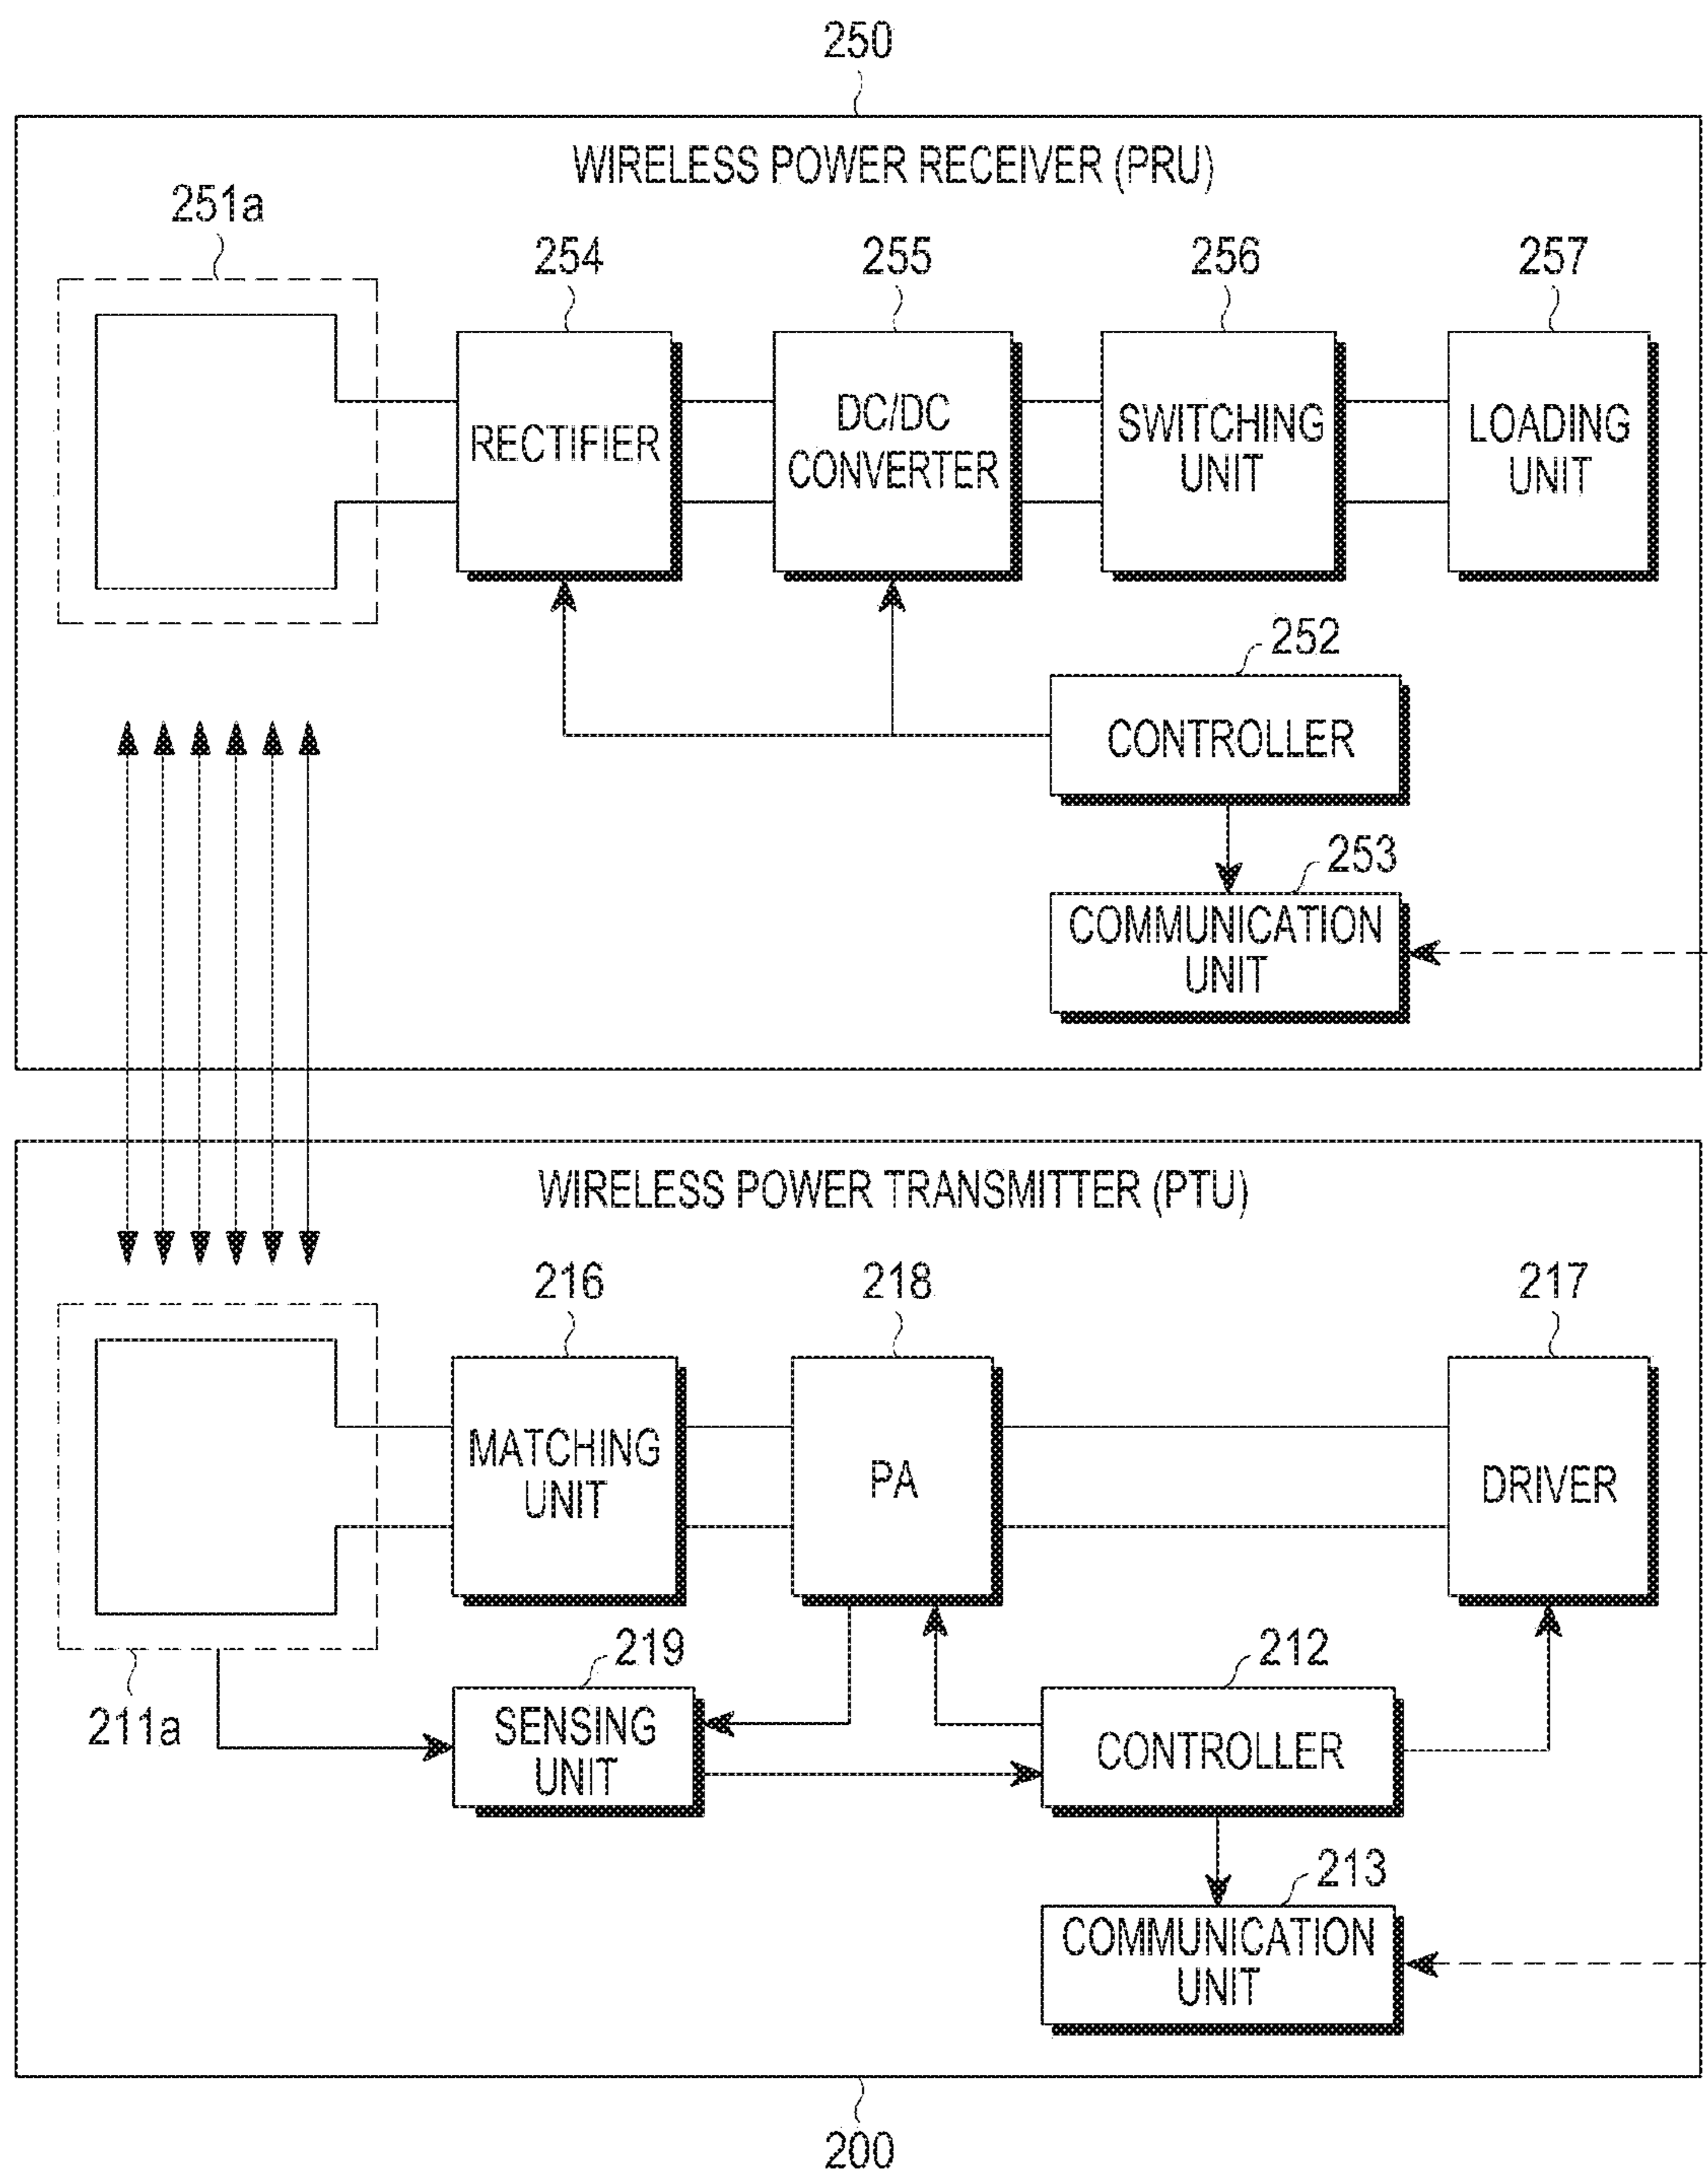 250
WIRELESS POWER RECEIVER (PRU)
251a
254
255
256
257
RECTIFIER
DC/DC
CONVERTER
SWITCHING
UNIT
LOADING
UNIT
252
CONTROLLER
253
COMMUNICATION
UNIT
WIRELESS POWER TRANSMITTER (PTU)
216
218
217
MATCHING
UNIT
PA
DRIVER
211a
219
SENSING
UNIT
212
CONTROLLER
213
COMMUNICATION
UNIT
200